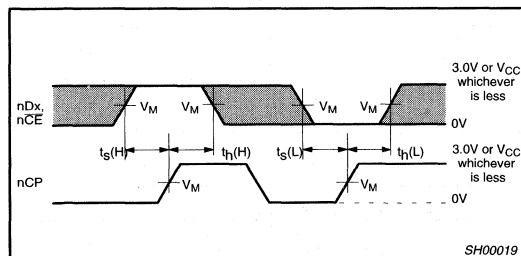 3.0V or VCC
whichever
is less
nDx,
nCE
VM VM VM VM
0V
ts(H) th(H) ts(L) th(L)
3.0V or VCC
whichever
is less
nCP
VM VM
0V
SH00019